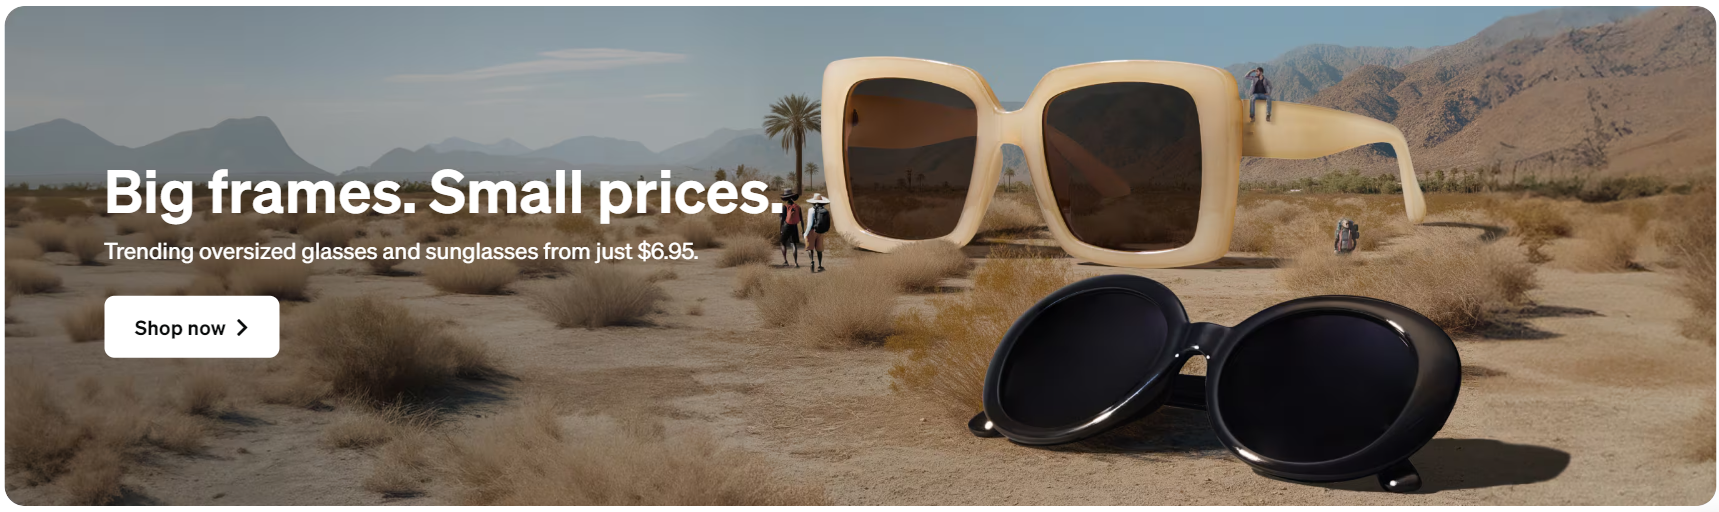 Big frames. Small prices.
Trending oversized glasses and sunglasses from just $6.95.
Shop now